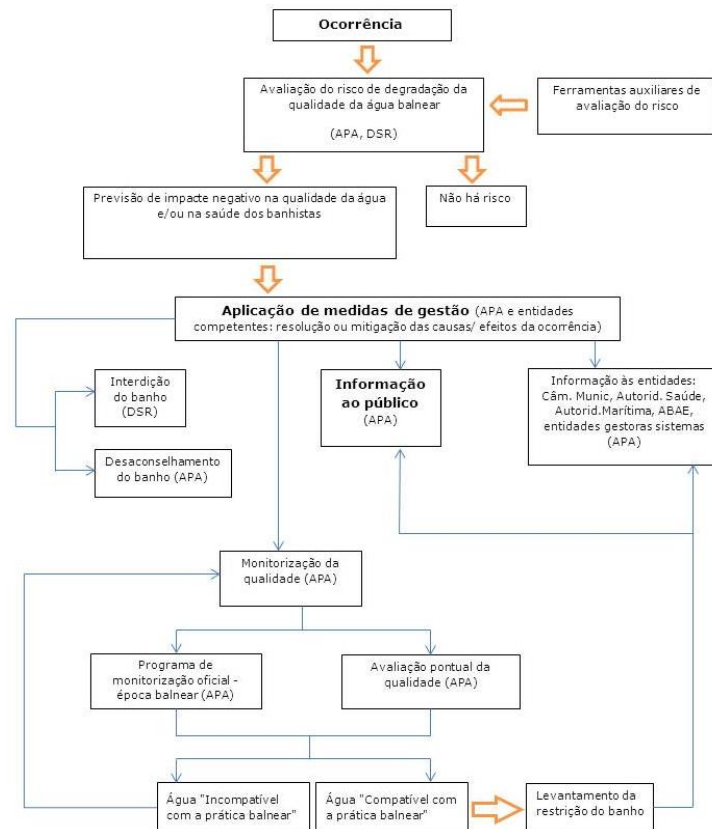 Ocorrência
Avaliação do risco de degradação da
qualidade da água balnear
(APA, DSR)
Ferramentas auxiliares de
avaliação do risco
Previsão de impacte negativo na qualidade da água
e/ou na saúde dos banhistas
Não há risco
Aplicação de medidas de gestão (APA e entidades
competentes: resolução ou mitigação das causas/ efeitos da ocorrência)
Interdição
do banho
(DSR)
Informação
ao público
(APA)
Informação às entidades:
Câm. Munic, Autorid. Saúde,
Autorid.Marítima, ABAE,
entidades gestoras sistemas
(APA)
Desaconselhamento
do banho (APA)
Monitorização da
qualidade (APA)
Programa de
monitorização oficial -
época balnear (APA)
Avaliação pontual da
qualidade (APA)
Água "Incompatível
com a prática balnear"
Água "Compatível com
a prática balnear"
Levantamento da
restrição do banho